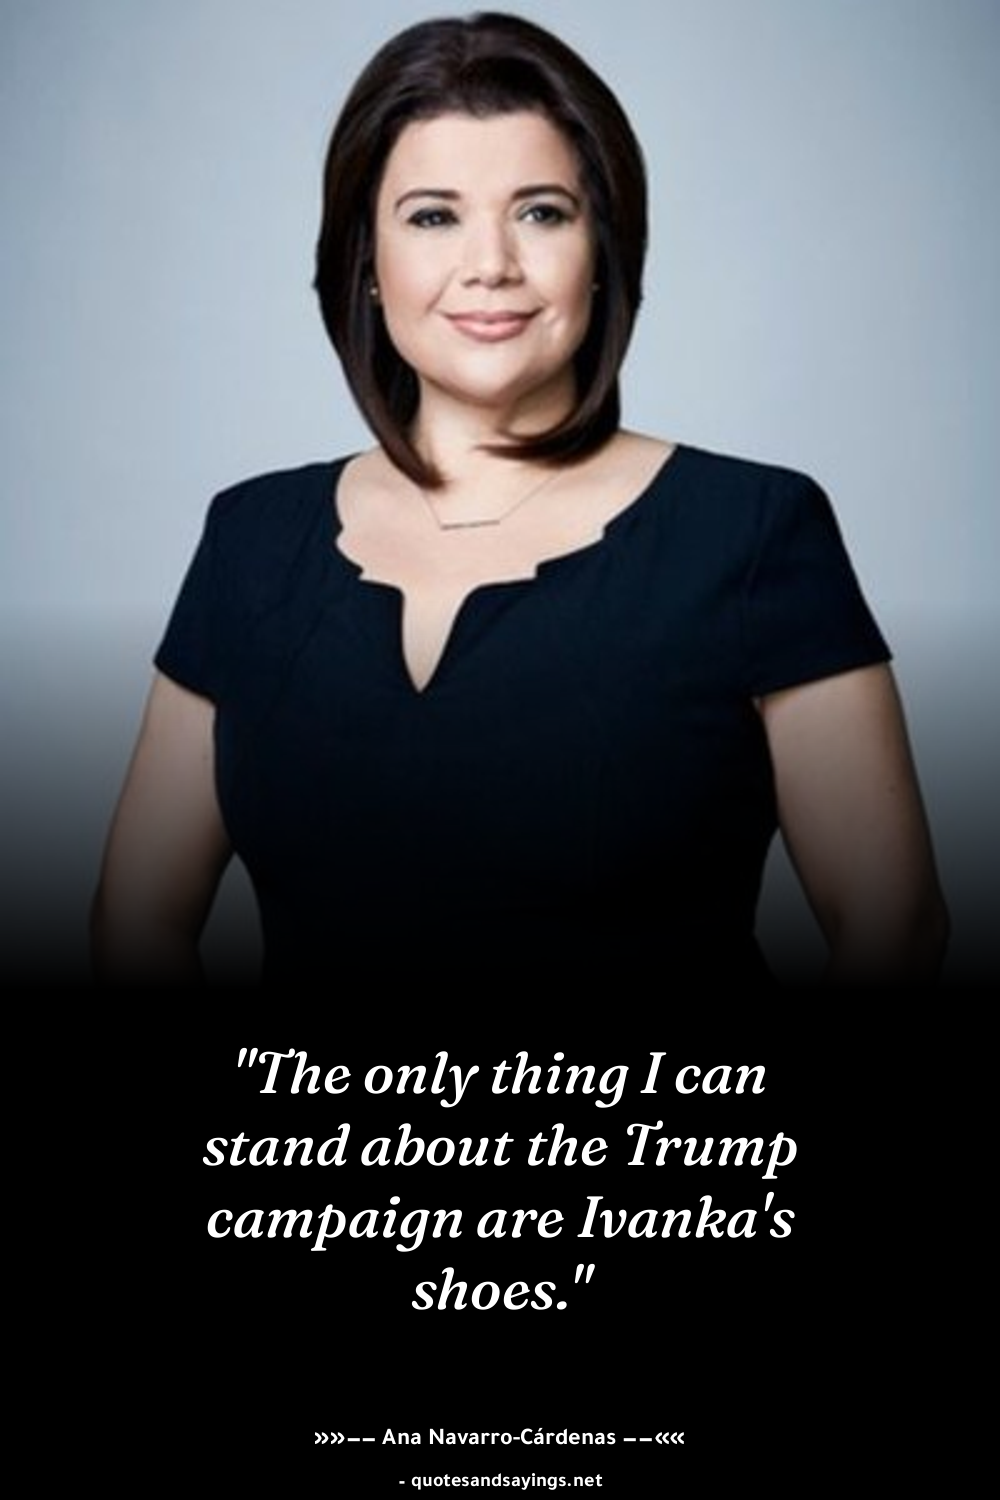 "The only thing I can
stand about the Trump
campaign are Ivanka's
shoes."
»»–– Ana Navarro-Cárdenas ––««
- quotesandsayings.net